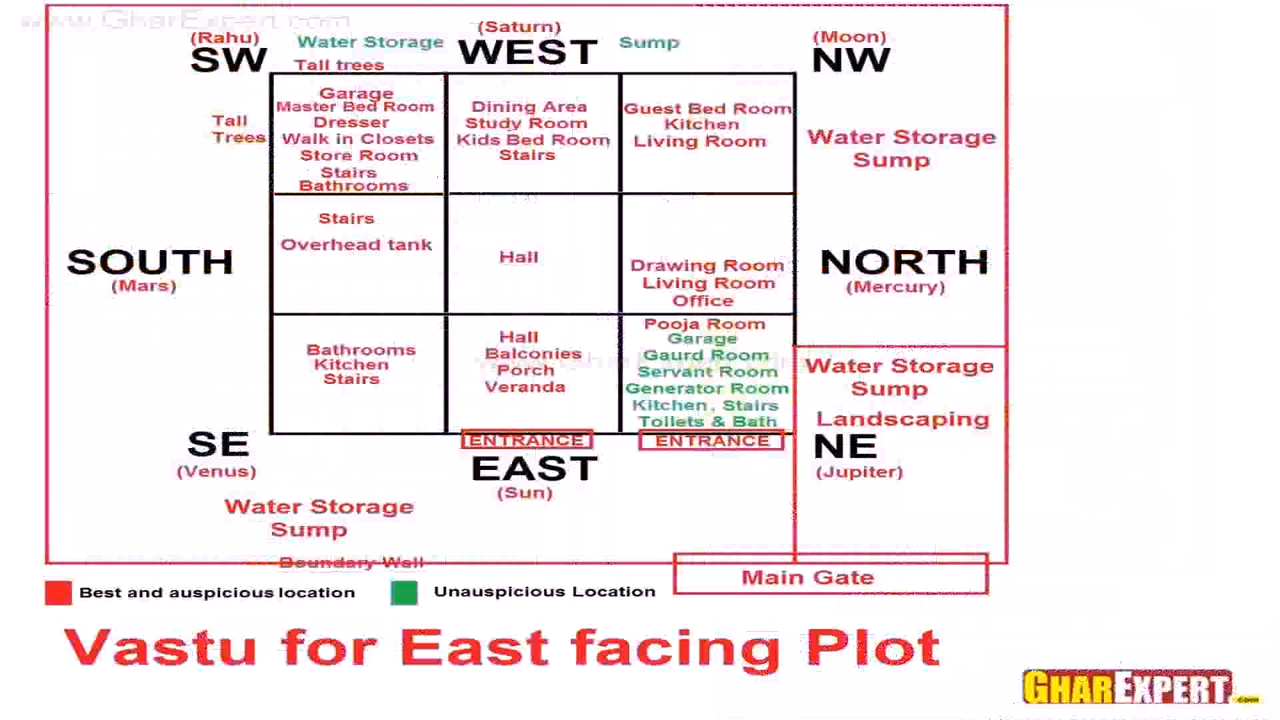 www.GharExpert.com
(Rahu)
SW
Water Storage
Tall trees
(Saturn)
WEST
Sump
(Moon)
NW
Tall
Trees
Garage
Master Bed Room
Dresser
Walk in Closets
Store Room
Stairs
Bathrooms
Dining Area
Study Room
Kids Bed Room
Stairs
Guest Bed Room
Kitchen
Living Room
Water Storage
Sump
SOUTH
(Mars)
Stairs
Overhead tank
Hall
Drawing Room
Living Room
Office
NORTH
(Mercury)
Bathrooms
Kitchen
Stairs
Hall
Balconies
Porch
Veranda
Pooja Room
Garage
Gaurd Room
Servant Room
Generator Room
Kitchen, Stairs
Toilets & Bath
Water Storage
Sump
Landscaping
NE
(Jupiter)
SE
(Venus)
ENTRANCE
ENTRANCE
EAST
(Sun)
Water Storage
Sump
Boundary Wall
Main Gate
Best and auspicious location
Unauspicious Location
Vastu for East facing Plot
GHAREXPERT.com